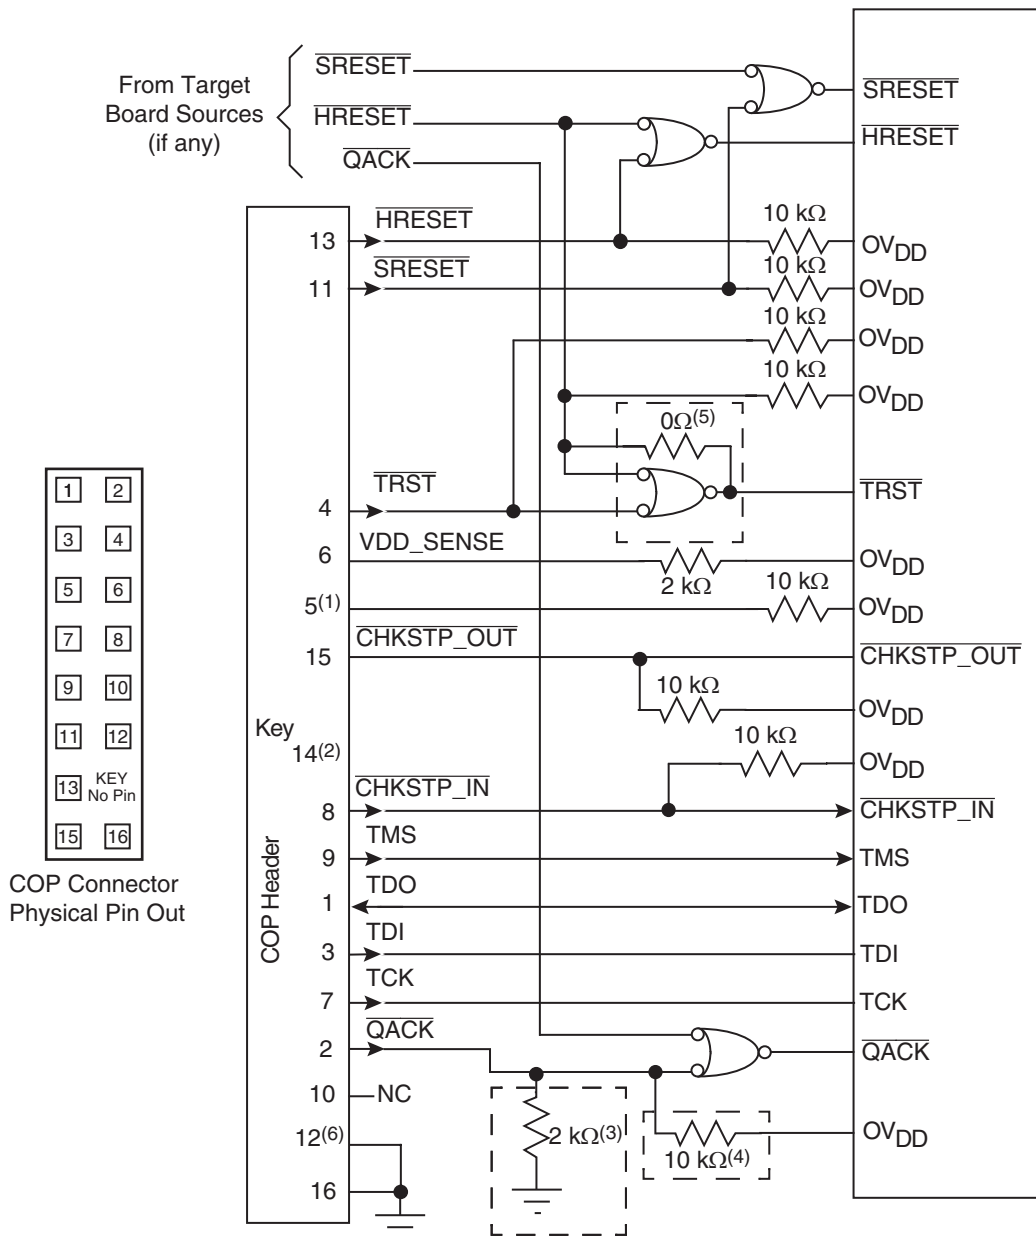 From Target
Board Sources
(if any)
SRESET
HRESET
QACK
SRESET
HRESET
13
HRESET
10 kΩ
OVDD
11
SRESET
10 kΩ
OVDD
10 kΩ
OVDD
10 kΩ
OVDD
0Ω(5)
4
TRST
TRST
6
VDD_SENSE
2 kΩ
OVDD
5(1)
10 kΩ
OVDD
15
CHKSTP_OUT
CHKSTP_OUT
10 kΩ
OVDD
Key
14(2)
10 kΩ
OVDD
8
CHKSTP_IN
CHKSTP_IN
9
TMS
TMS
1
TDO
TDO
3
TDI
TDI
7
TCK
TCK
2
QACK
QACK
10
NC
2 kΩ(3)
10 kΩ(4)
OVDD
12(6)
16
COP Header
1 2
3 4
5 6
7 8
9 10
11 12
13 KEY
No Pin
15 16
COP Connector
Physical Pin Out